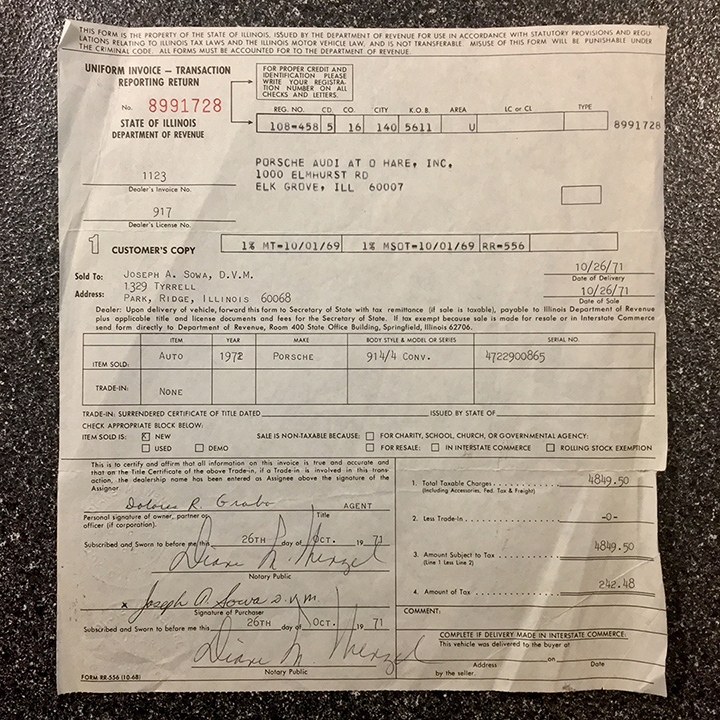 THIS FORM IS THE PROPERTY OF THE STATE OF ILLINOIS, ISSUED BY THE DEPARTMENT OF REVENUE FOR USE IN ACCORDANCE WITH STATUTORY PROVISIONS AND REGU
LATIONS RELATING TO ILLINOIS TAX LAWS AND THE ILLINOIS MOTOR VEHICLE LAW, AND IS NOT TRANSFERABLE. MISUSE OF THIS FORM WILL BE PUNISHABLE UNDER
THE CRIMINAL CODE. ALL FORMS MUST BE ACCOUNTED FOR TO THE DEPARTMENT OF REVENUE.
UNIFORM INVOICE — TRANSACTION
REPORTING RETURN
No. 8991728
STATE OF ILLINOIS
DEPARTMENT OF REVENUE
FOR PROPER CREDIT AND
IDENTIFICATION PLEASE
WRITE YOUR REGISTRA-
TION NUMBER ON ALL
CHECKS AND LETTERS.
REG. NO. CD. CO. CITY K.O.B. AREA LC or CL TYPE
108-458 5 16 140 5611 U 8991728
1123
Dealer's Invoice No.
917
Dealer's License No.
PORSCHE AUDI AT O HARE, INC.
1000 ELMHURST RD
ELK GROVE, ILL 60007
1 CUSTOMER'S COPY
1% MT-10/01/69 1% MSOT-10/01/69 RR-556
Sold To: JOSEPH A. SOWA, D.V.M.
1329 TYRRELL
Address: PARK, RIDGE, ILLINOIS 60068
10/26/71
Date of Delivery
10/26/71
Date of Sale
Dealer: Upon delivery of vehicle, forward this form to Secretary of State with tax remittance (if sale is taxable), payable to Illinois Department of Revenue
plus applicable title and license documents and fees for the Secretary of State. If tax exempt because sale is made for resale or in Interstate Commerce
send form directly to Department of Revenue, Room 400 State Office Building, Springfield, Illinois 62706.
ITEM YEAR MAKE BODY STYLE & MODEL OR SERIES SERIAL NO.
ITEM SOLD: AUTO 1972 PORSCHE 914/4 CONV. 4722900865
TRADE-IN: NONE
TRADE-IN: SURRENDERED CERTIFICATE OF TITLE DATED ISSUED BY STATE OF
CHECK APPROPRIATE BLOCK BELOW:
ITEM SOLD IS: X NEW SALE IS NON-TAXABLE BECAUSE: FOR CHARITY, SCHOOL, CHURCH, OR GOVERNMENTAL AGENCY:
USED DEMO FOR RESALE: IN INTERSTATE COMMERCE ROLLING STOCK EXEMPTION
This is to certify and affirm that all information on this invoice is true and accurate and
that on the Title Certificate of the above Trade-in, if a Trade-in is involved in this trans-
action, the dealership name has been entered as Assignee above the signature of the
Assignor.
Dolores R. Grabo AGENT
Personal signature of owner, partner or Title
officer (if corporation).
Subscribed and Sworn to before me this 26TH day of OCT. 1971
Diane M. Menzel
Notary Public
x Joseph A Sowa D.V.M.
Signature of Purchaser
Subscribed and Sworn to before me this 26TH day of OCT. 1971
Diane M. Menzel
Notary Public
FORM RR-556 (10-68)
1. Total Taxable Charges 4849.50
(Including Accessories, Fed. Tax & Freight)
2. Less Trade-In -0-
3. Amount Subject to Tax 4849.50
(Line 1 Less Line 2)
4. Amount of Tax 242.48
COMMENT:
COMPLETE IF DELIVERY MADE IN INTERSTATE COMMERCE:
This vehicle was delivered to the buyer at
on
Address Date
by the seller.